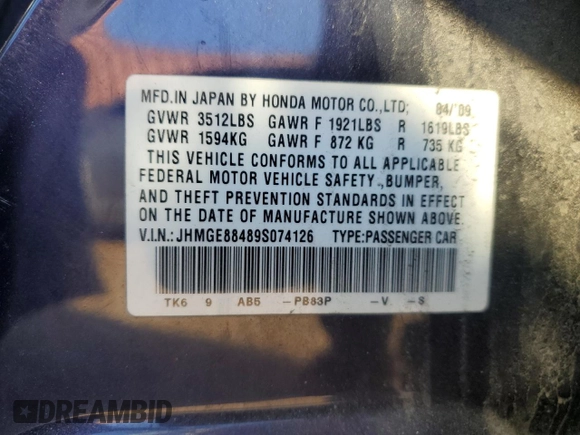 MFD.IN JAPAN BY HONDA MOTOR CO.,LTD; 04/'09
GVWR 3512LBS GAWR F 1921LBS R 1619LBS
GVWR 1594KG GAWR F 872 KG R 735 KG
THIS VEHICLE CONFORMS TO ALL APPLICABLE
FEDERAL MOTOR VEHICLE SAFETY.,BUMPER,
AND THEFT PREVENTION STANDARDS IN EFFECT
ON THE DATE OF MANUFACTURE SHOWN ABOVE.
V.I.N.:JHMGE88489S074126 TYPE:PASSENGER CAR
TK6 9 AB5 -PB83P -V -S
DREAMBID